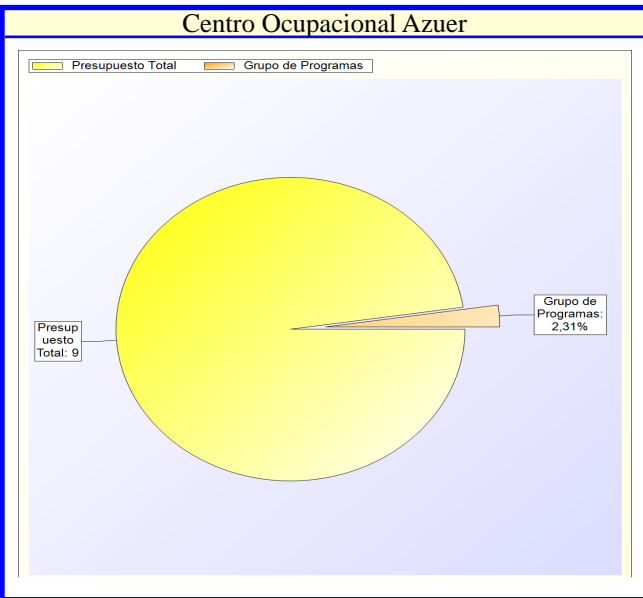 Centro Ocupacional Azuer
Presupuesto Total
Grupo de Programas
Grupo de
Programas:
2,31%
Presup
uesto
Total: 9